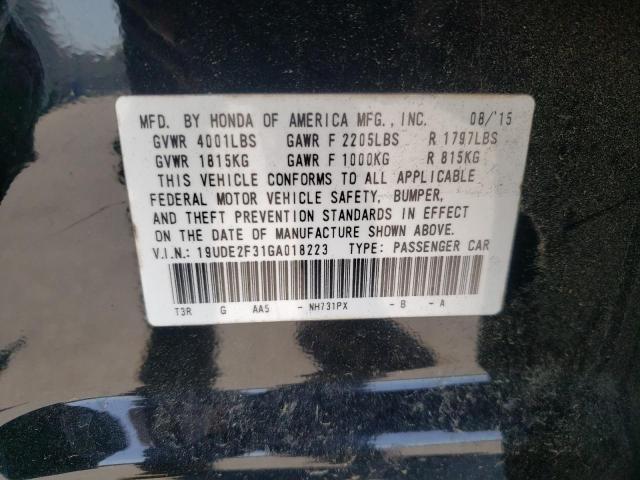 MFD. BY HONDA OF AMERICA MFG., INC. 08/'15
GVWR 4001LBS GAWR F 2205LBS R 1797LBS
GVWR 1815KG GAWR F 1000KG R 815KG
THIS VEHICLE CONFORMS TO ALL APPLICABLE
FEDERAL MOTOR VEHICLE SAFETY, BUMPER,
AND THEFT PREVENTION STANDARDS IN EFFECT
ON THE DATE OF MANUFACTURE SHOWN ABOVE.
V.I.N.: 19UDE2F31GA018223 TYPE: PASSENGER CAR
T3R G AA5 - NH731PX - B - A